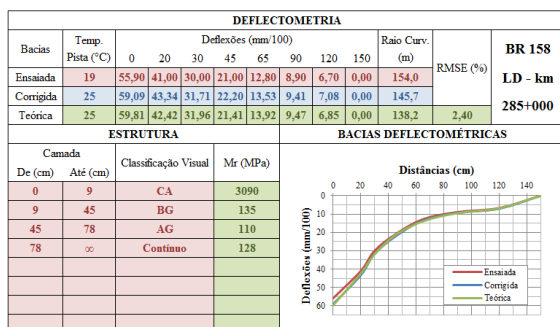 DEFLECTOMETRIA
Bacias Temp. Pista (°C) Deflexões (mm/100) Raio Curv. (m) RMSE (%) BR 158 LD - km 285+000
0 20 30 45 65 90 120 150
Ensaiada 19 55,90 41,00 30,00 21,00 12,80 8,90 6,70 0,00 154,0
Corrigida 25 59,09 43,34 31,71 22,20 13,53 9,41 7,08 0,00 145,7
Teórica 25 59,81 42,42 31,96 21,41 13,92 9,47 6,85 0,00 138,2 2,40
ESTRUTURA
Camada Classificação Visual Mr (MPa)
De (cm) Até (cm)
0 9 CA 3090
9 45 BG 135
45 78 AG 110
78 ∞ Contínuo 128
BACIAS DEFLECTOMÉTRICAS
Distâncias (cm)
0 20 40 60 80 100 120 140
Deflexões (mm/100)
0
10
20
30
40
50
60
Ensaiada
Corrigida
Teórica